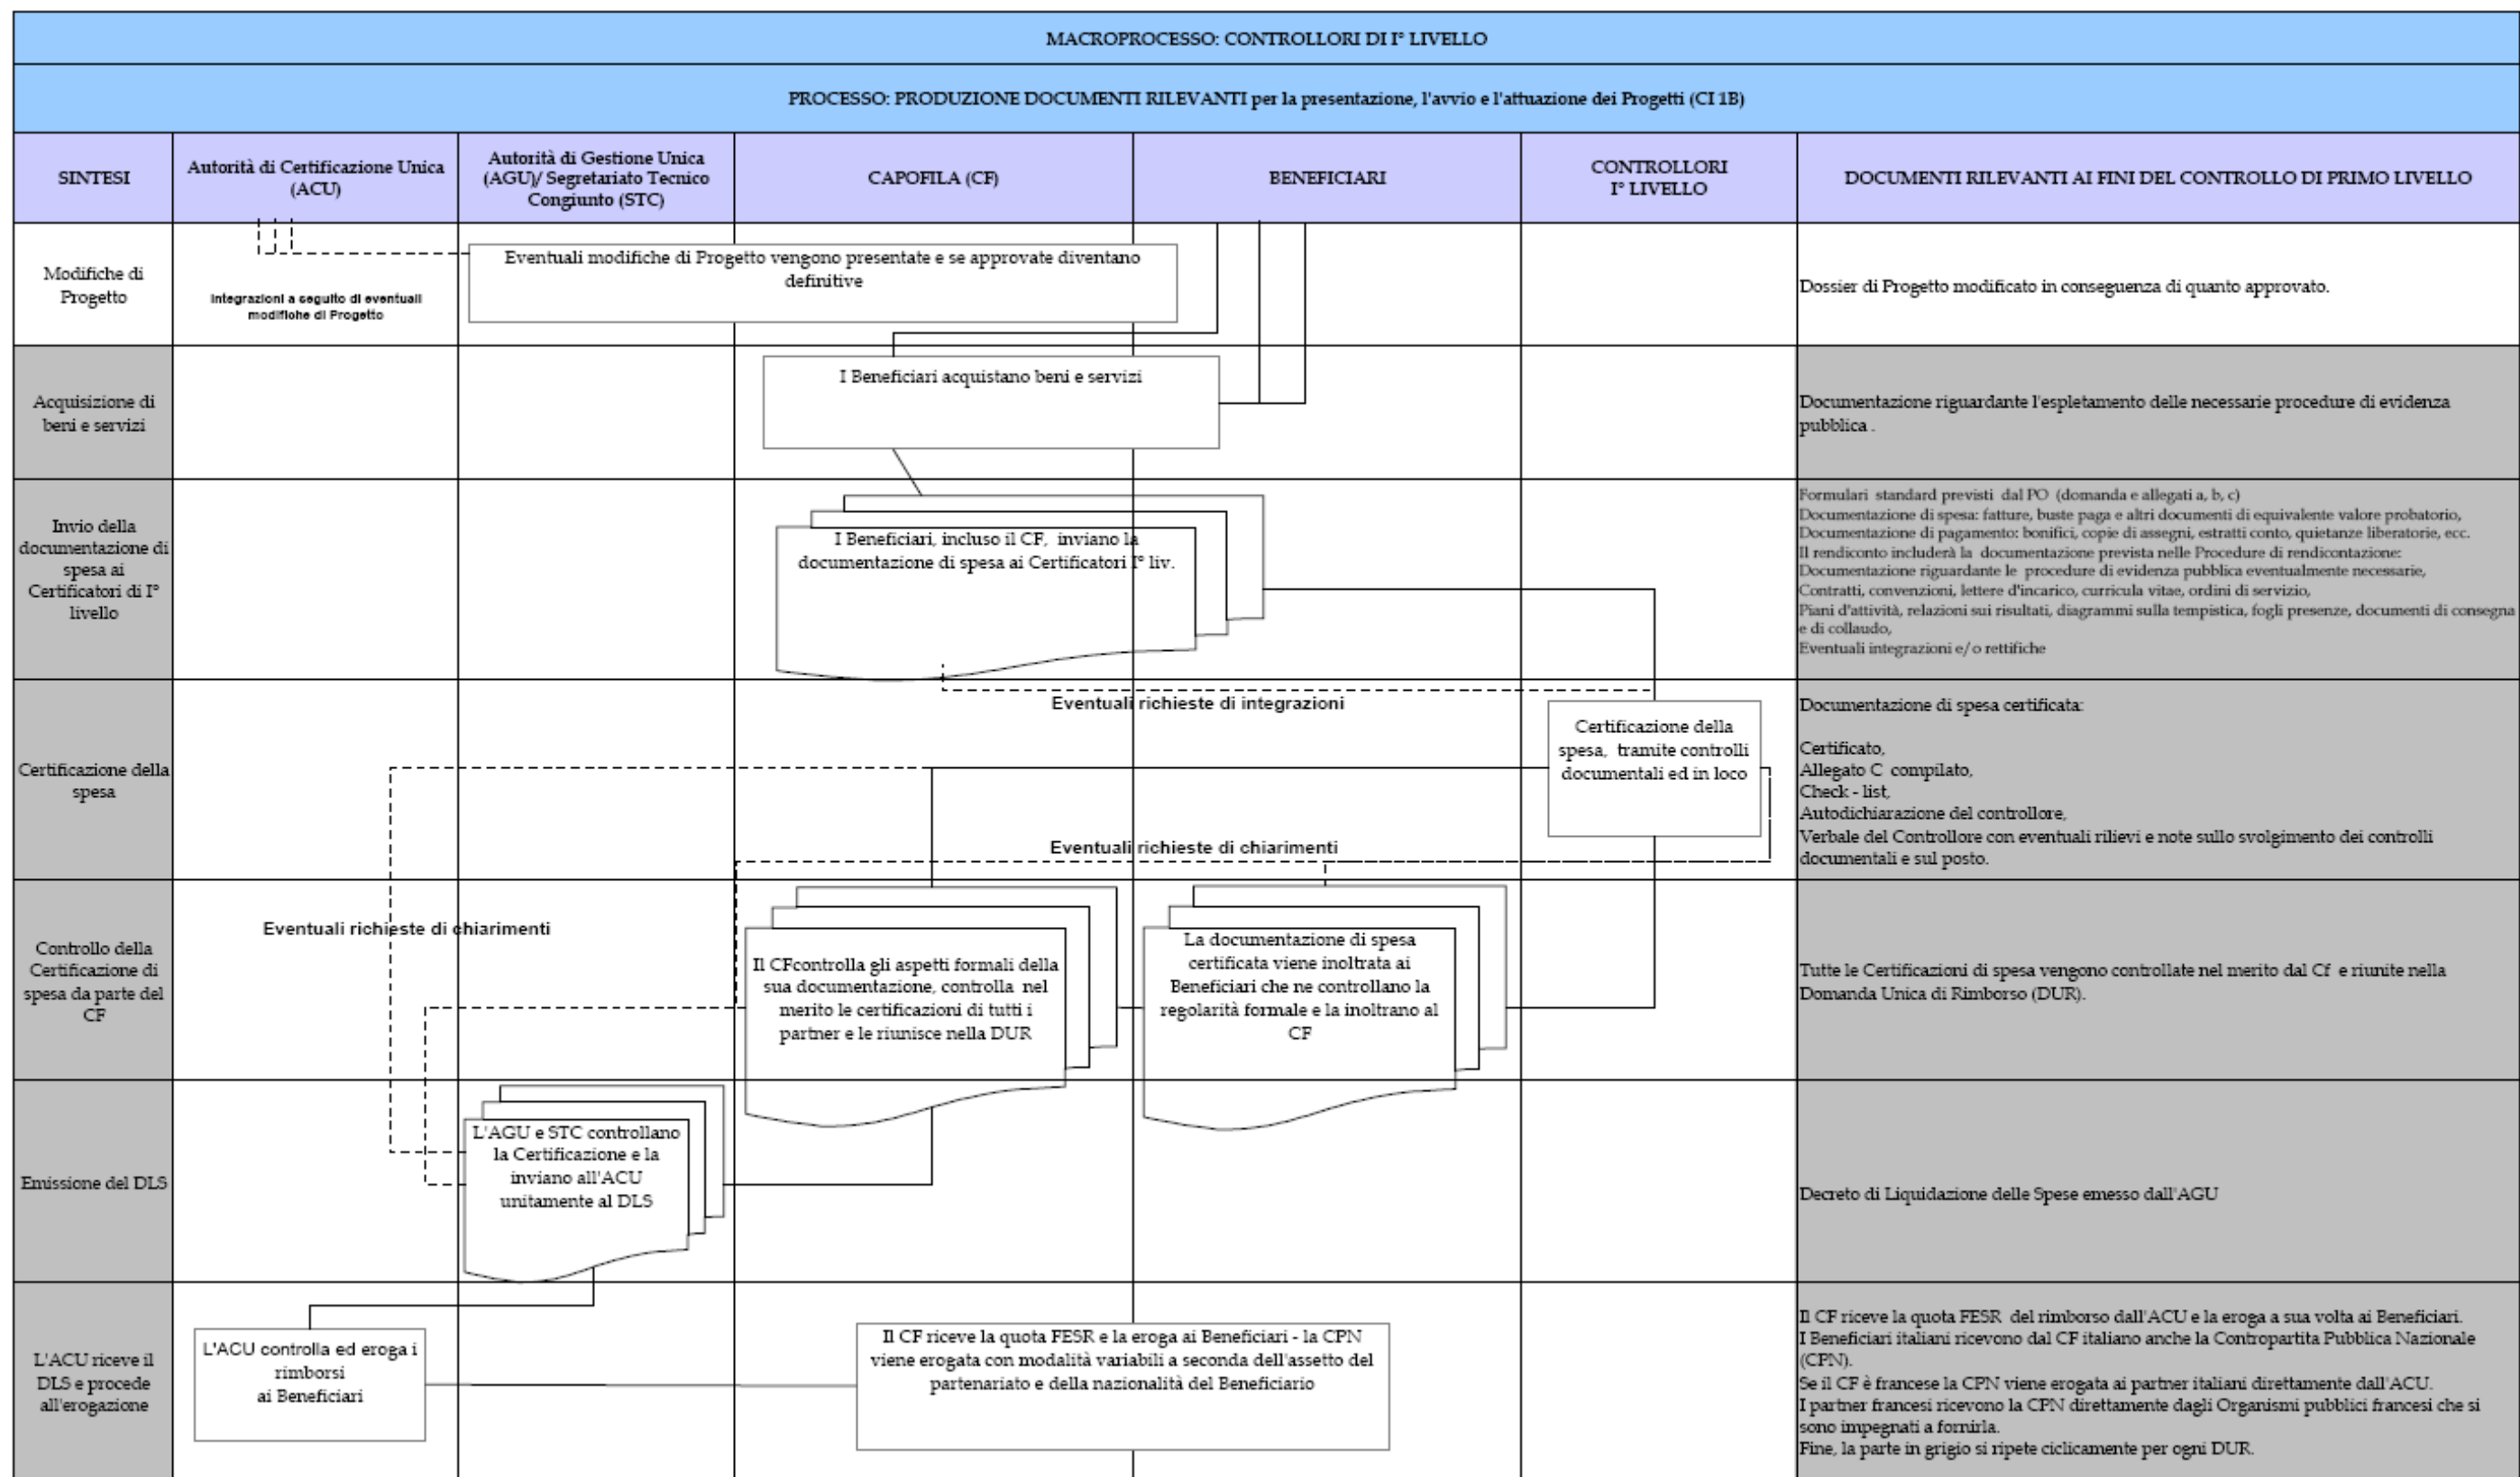 MACROPROCESSO: CONTROLLORI DI I° LIVELLO
PROCESSO: PRODUZIONE DOCUMENTI RILEVANTI per la presentazione, l'avvio e l'attuazione dei Progetti (CI 1B)
SINTESI
Autorità di Certificazione Unica
(ACU)
Autorità di Gestione Unica
(AGU)/ Segretariato Tecnico
Congiunto (STC)
CAPOFILA (CF)
BENEFICIARI
CONTROLLORI
I° LIVELLO
DOCUMENTI RILEVANTI AI FINI DEL CONTROLLO DI PRIMO LIVELLO
Modifiche di
Progetto
Integrazioni a seguito di eventuali
modifiche di Progetto
Eventuali modifiche di Progetto vengono presentate e se approvate diventano
definitive
Dossier di Progetto modificato in conseguenza di quanto approvato.
Acquisizione di
beni e servizi
I Beneficiari acquistano beni e servizi
Documentazione riguardante l'espletamento delle necessarie procedure di evidenza
pubblica .
Invio della
documentazione di
spesa ai
Certificatori di I°
livello
I Beneficiari, incluso il CF, inviano la
documentazione di spesa ai Certificatori I° liv.
Formulari standard previsti dal PO (domanda e allegati a, b, c)
Documentazione di spesa: fatture, buste paga e altri documenti di equivalente valore probatorio,
Documentazione di pagamento: bonifici, copie di assegni, estratti conto, quietanze liberatorie, ecc.
Il rendiconto includerà la documentazione prevista nelle Procedure di rendicontazione:
Documentazione riguardante le procedure di evidenza pubblica eventualmente necessarie,
Contratti, convenzioni, lettere d'incarico, curricula vitae, ordini di servizio,
Piani d'attività, relazioni sui risultati, diagrammi sulla tempistica, fogli presenze, documenti di consegna
e di collaudo,
Eventuali integrazioni e/o rettifiche
Certificazione della
spesa
Eventuali richieste di integrazioni
Certificazione della
spesa, tramite controlli
documentali ed in loco
Eventuali richieste di chiarimenti
Documentazione di spesa certificata:
Certificato,
Allegato C compilato,
Check - list,
Autodichiarazione del controllore,
Verbale del Controllore con eventuali rilievi e note sullo svolgimento dei controlli
documentali e sul posto.
Controllo della
Certificazione di
spesa da parte del
CF
Eventuali richieste di chiarimenti
Il CFcontrolla gli aspetti formali della
sua documentazione, controlla nel
merito le certificazioni di tutti i
partner e le riunisce nella DUR
La documentazione di spesa
certificata viene inoltrata ai
Beneficiari che ne controllano la
regolarità formale e la inoltrano al
CF
Tutte le Certificazioni di spesa vengono controllate nel merito dal Cf e riunite nella
Domanda Unica di Rimborso (DUR).
Emissione del DLS
L'AGU e STC controllano
la Certificazione e la
inviano all'ACU
unitamente al DLS
Decreto di Liquidazione delle Spese emesso dall'AGU
L'ACU riceve il
DLS e procede
all'erogazione
L'ACU controlla ed eroga i
rimborsi
ai Beneficiari
Il CF riceve la quota FESR e la eroga ai Beneficiari - la CPN
viene erogata con modalità variabili a seconda dell'assetto del
partenariato e della nazionalità del Beneficiario
Il CF riceve la quota FESR del rimborso dall'ACU e la eroga a sua volta ai Beneficiari.
I Beneficiari italiani ricevono dal CF italiano anche la Contropartita Pubblica Nazionale
(CPN).
Se il CF è francese la CPN viene erogata ai partner italiani direttamente dall'ACU.
I partner francesi ricevono la CPN direttamente dagli Organismi pubblici francesi che si
sono impegnati a fornirla.
Fine, la parte in grigio si ripete ciclicamente per ogni DUR.